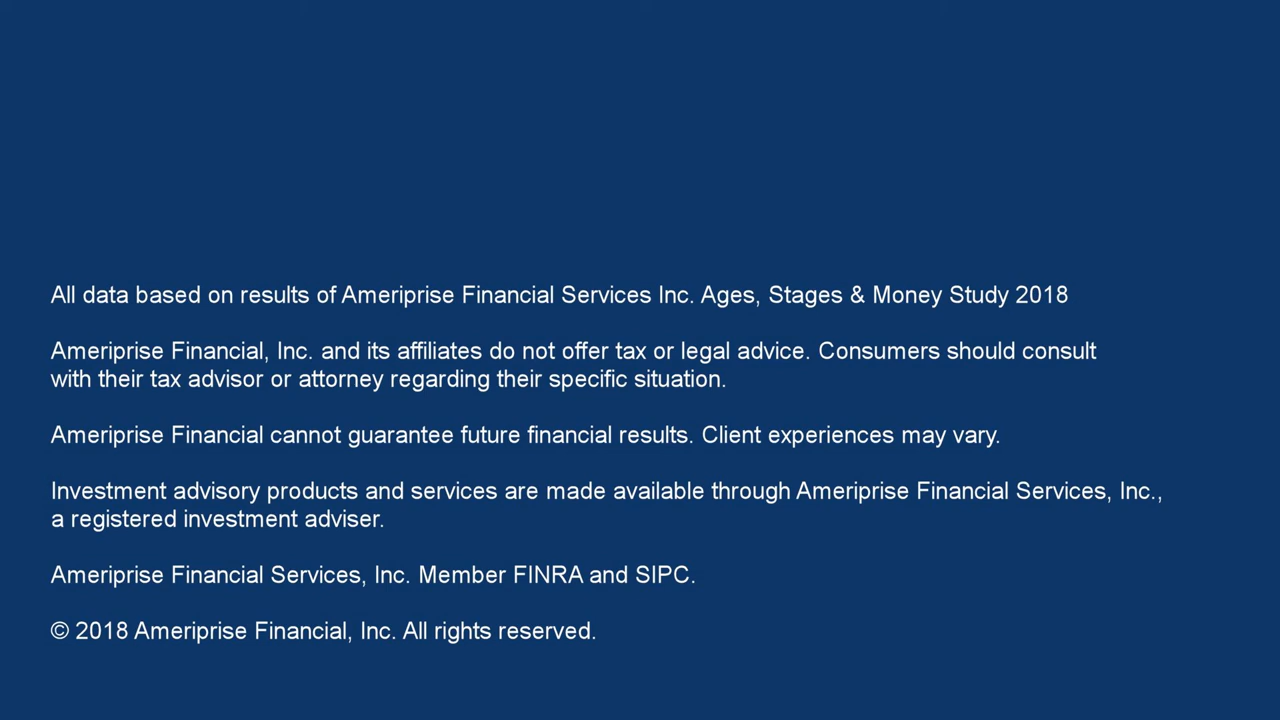 All data based on results of Ameriprise Financial Services Inc. Ages, Stages & Money Study 2018
Ameriprise Financial, Inc. and its affiliates do not offer tax or legal advice. Consumers should consult
with their tax advisor or attorney regarding their specific situation.
Ameriprise Financial cannot guarantee future financial results. Client experiences may vary.
Investment advisory products and services are made available through Ameriprise Financial Services, Inc.,
a registered investment adviser.
Ameriprise Financial Services, Inc. Member FINRA and SIPC.
© 2018 Ameriprise Financial, Inc. All rights reserved.